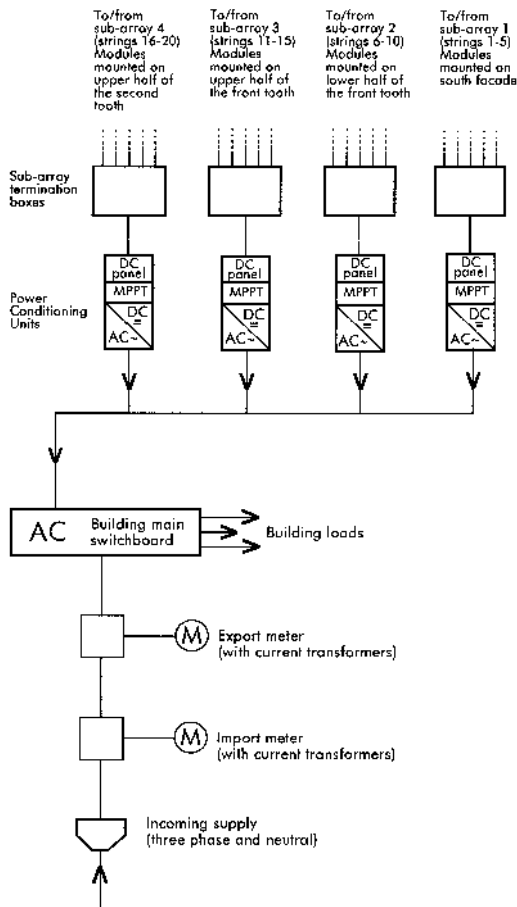 To/from
sub-array 4
(strings 16-20)
Modules
mounted on
upper half of
the second
tooth
To/from
sub-array 3
(strings 11-15)
Modules
mounted on
upper half of
the front tooth
To/from
sub-array 2
(strings 6-10)
Modules
mounted on
lower half of
the front tooth
To/from
sub-array 1
(strings 1-5)
Modules
mounted on
south facade
Sub-array
termination
boxes
DC
panel
MPPT
DC
AC~
DC
panel
MPPT
DC
AC~
DC
panel
MPPT
DC
AC~
DC
panel
MPPT
DC
AC~
Power
Conditioning
Units
AC
Building main
switchboard
Building loads
M
Export meter
(with current transformers)
M
Import meter
(with current transformers)
Incoming supply
(three phase and neutral)